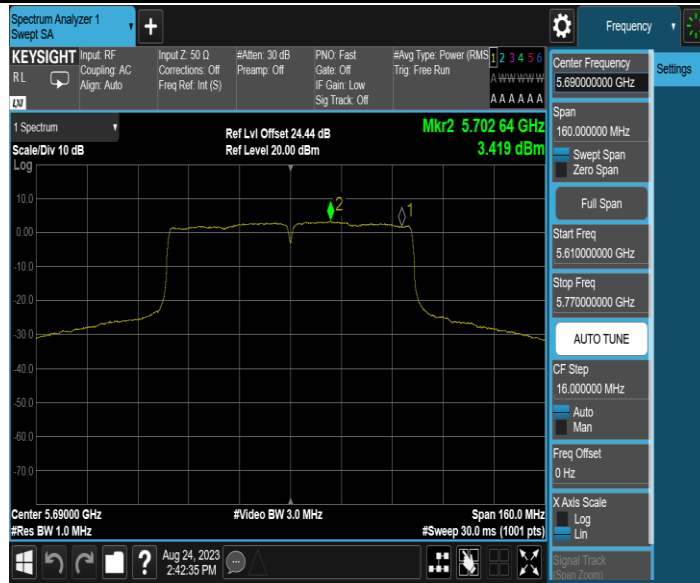 Spectrum Analyzer 1
Swept SA
+
Frequency
KEYSIGHT
RL
LXI
Input: RF
Coupling: AC
Align: Auto
Input Z: 50 Ω
Corrections: Off
Freq Ref: Int (S)
#Atten: 30 dB
Preamp: Off
PNO: Fast
Gate: Off
IF Gain: Low
Sig Track: Off
#Avg Type: Power (RMS
Trig: Free Run
1 2 3 4 5 6
A W W W W W
A A A A A A
1 Spectrum
Scale/Div 10 dB
Log
Ref Lvl Offset 24.44 dB
Ref Level 20.00 dBm
Mkr2 5.702 64 GHz
3.419 dBm
10.0
0.00
-10.0
-20.0
-30.0
-40.0
-50.0
-60.0
-70.0
2
1
Center 5.69000 GHz
#Res BW 1.0 MHz
#Video BW 3.0 MHz
Span 160.0 MHz
#Sweep 30.0 ms (1001 pts)
?
Aug 24, 2023
2:42:35 PM
Center Frequency
5.690000000 GHz
Settings
Span
160.000000 MHz
Swept Span
Zero Span
Full Span
Start Freq
5.610000000 GHz
Stop Freq
5.770000000 GHz
AUTO TUNE
CF Step
16.000000 MHz
Auto
Man
Freq Offset
0 Hz
X Axis Scale
Log
Lin
Signal Track
(Span Zoom)